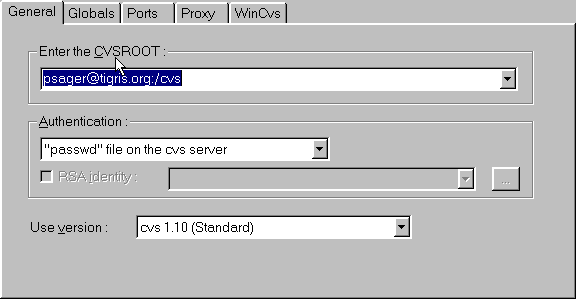 General Globals Ports Proxy WinCvs
Enter the CVSROOT :
psager@tigris.org:/cvs
Authentication :
"passwd" file on the cvs server
RSA identity :
...
Use version : cvs 1.10 (Standard)